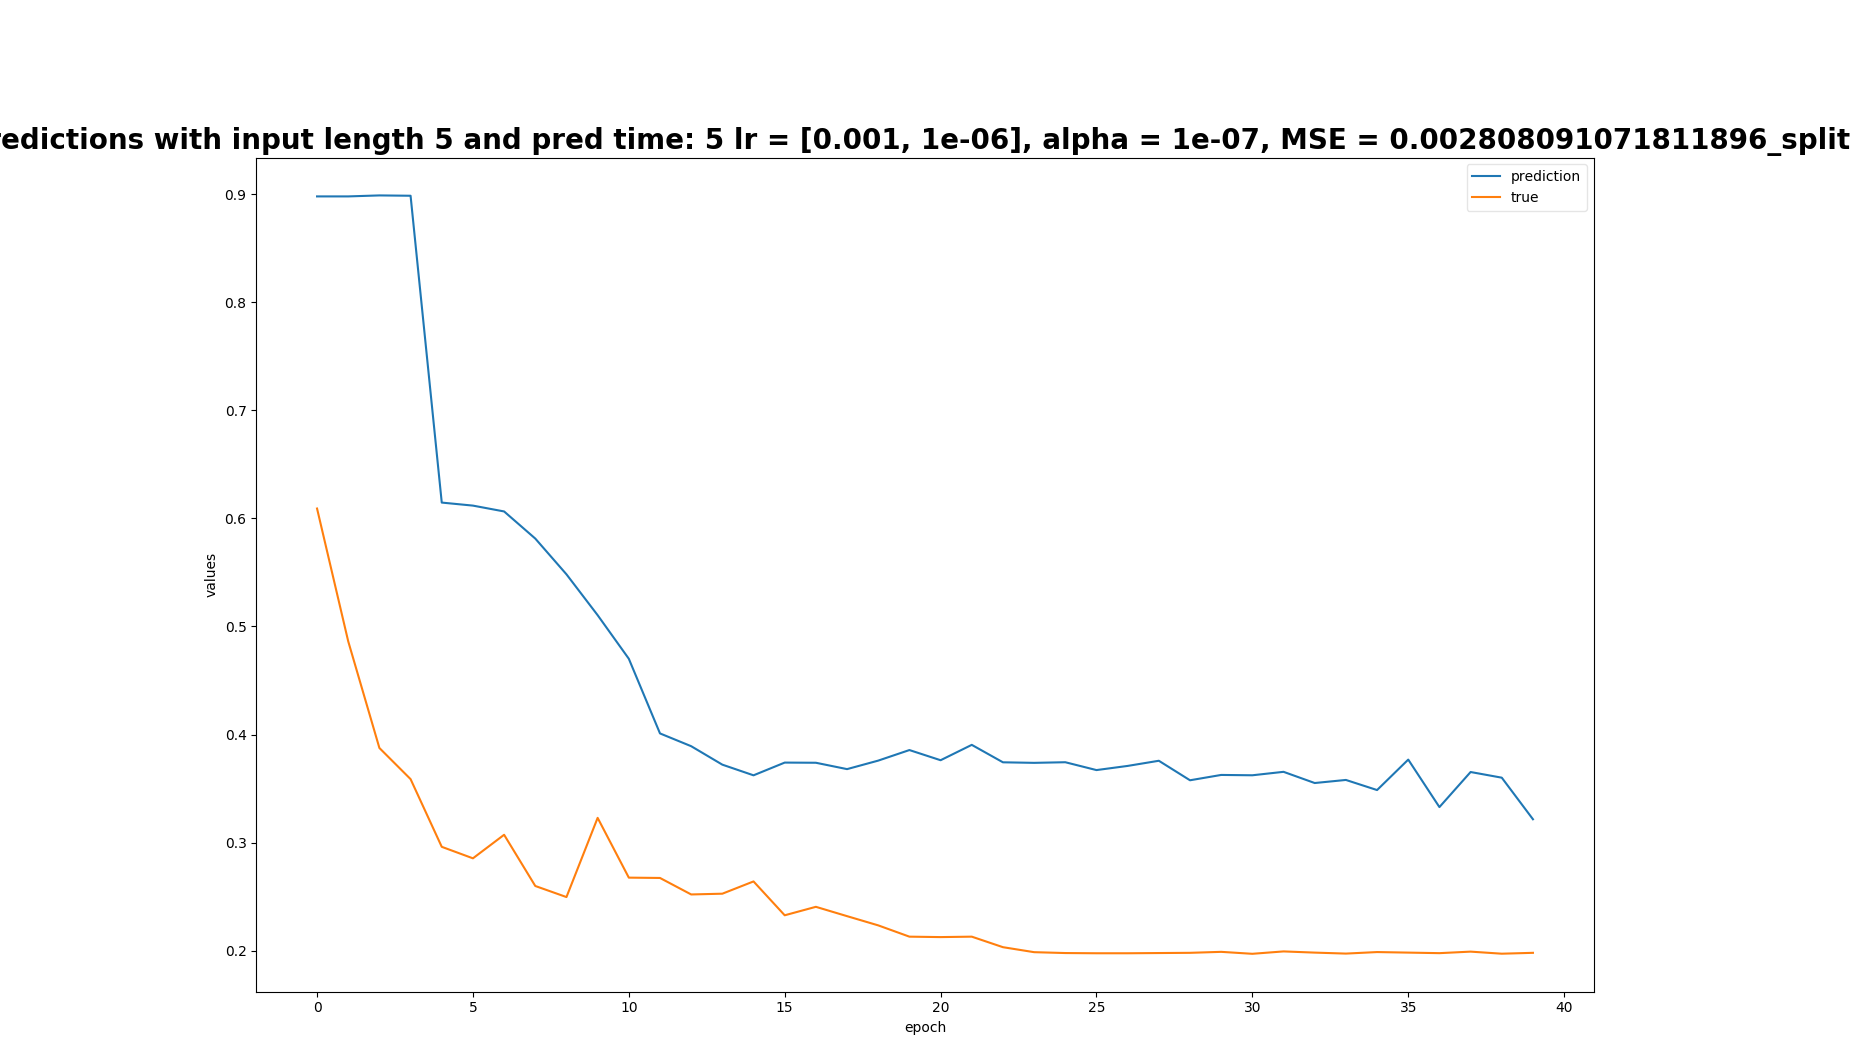 redictions with input length 5 and pred time: 5 lr = [0.001, 1e-06], alpha = 1e-07, MSE = 0.002808091071811896_split
prediction
true
0.9
0.8
0.7
0.6
0.5
0.4
0.3
0.2
values
0 5 10 15 20 25 30 35 40
epoch